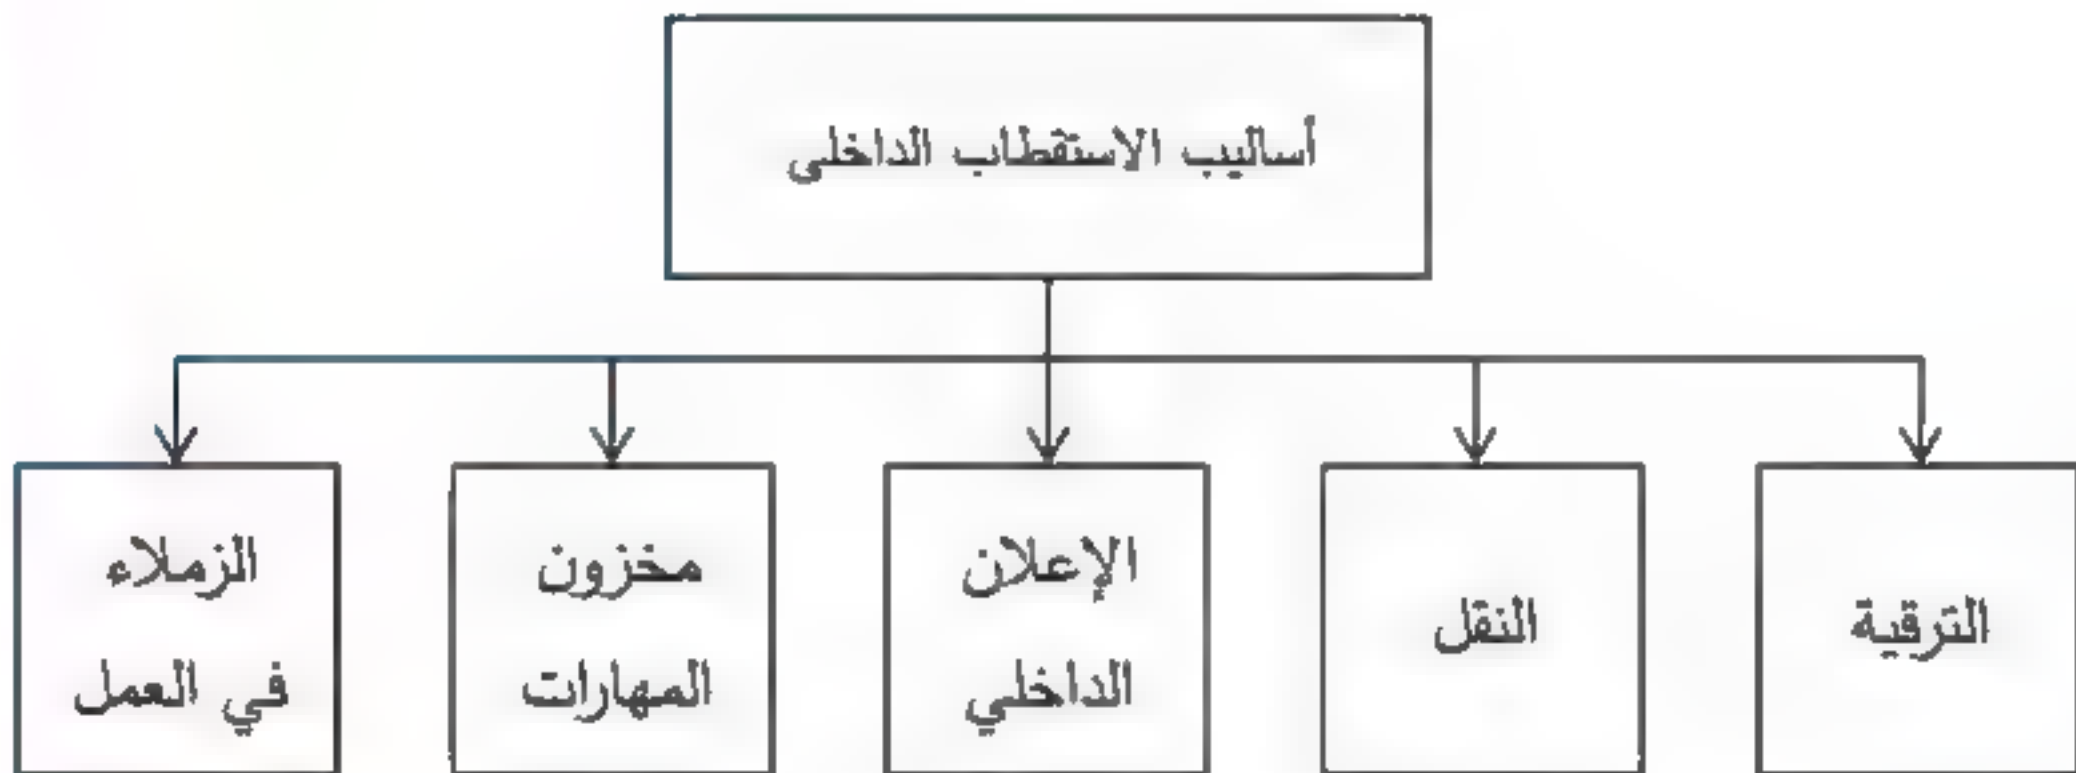 أساليب الاستقطاب الداخلى
الترقية
النقل
الإعلان
الداخلي
مخزون
المهارات
الزملاء
في العمل